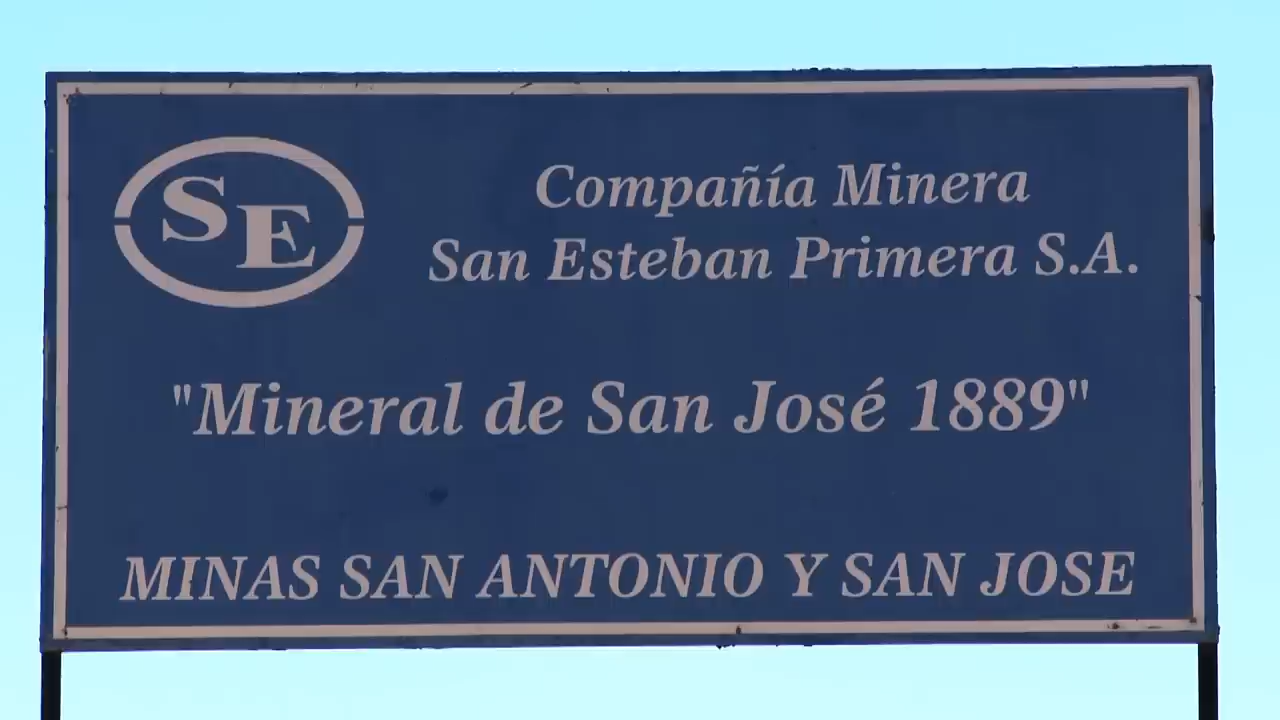 SE
Compañía Minera
San Esteban Primera S.A.
"Mineral de San José 1889"
MINAS SAN ANTONIO Y SAN JOSE